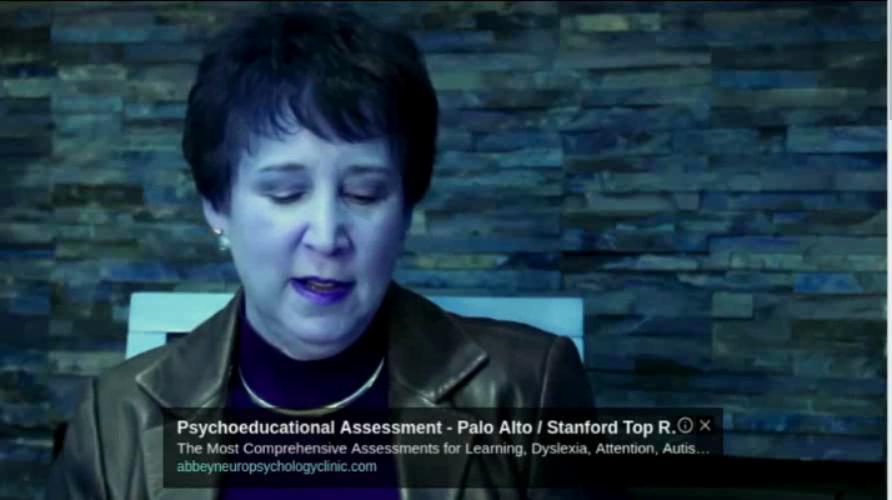 Psychoeducational Assessment - Palo Alto / Stanford Top R.
The Most Comprehensive Assessments for Learning, Dyslexia, Attention, Autis...
abbeyneuropsychologyclinic.com